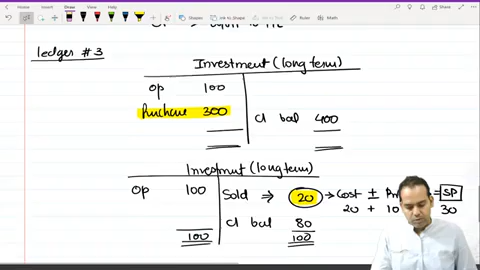 ledger #3
Investment (long term)
op 100
Purchase 300
cl bal 400
Investment (long term)
op 100
Sold ⇒ 20 → Cost ± = SP
20 + 10 30
cl bal 80
100 100